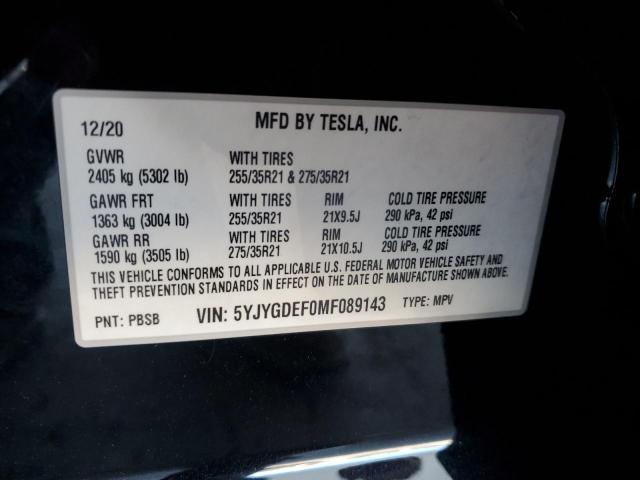 12/20 MFD BY TESLA, INC.
GVWR WITH TIRES
2405 kg (5302 lb) 255/35R21 & 275/35R21
GAWR FRT WITH TIRES RIM COLD TIRE PRESSURE
1363 kg (3004 lb) 255/35R21 21X9.5J 290 kPa, 42 psi
GAWR RR WITH TIRES RIM COLD TIRE PRESSURE
1590 kg (3505 lb) 275/35R21 21X10.5J 290 kPa, 42 psi
THIS VEHICLE CONFORMS TO ALL APPLICABLE U.S. FEDERAL MOTOR VEHICLE SAFETY AND
THEFT PREVENTION STANDARDS IN EFFECT ON THE DATE OF MANUFACTURE SHOWN ABOVE.
PNT: PBSB VIN: 5YJYGDEF0MF089143 TYPE: MPV